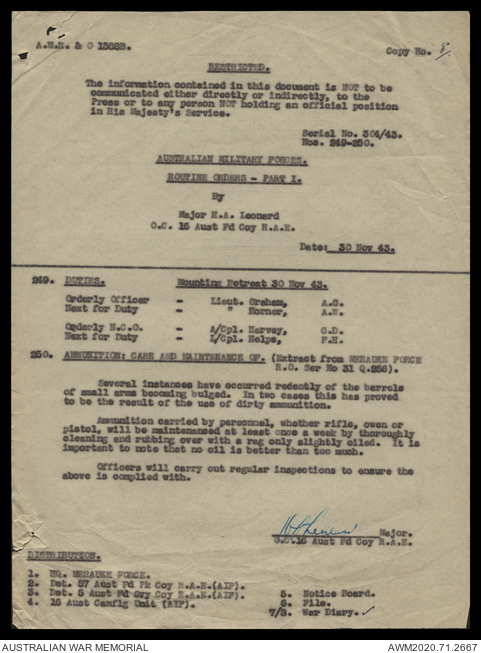 A.M.E. & O 15862.
Copy No. 8
RESTRICTED.
The information contained in this document is NOT to be
communicated either directly or indirectly, to the
Press or to any person NOT holding an official position
in His Majesty's Service.
Serial No. 304/43.
Nos. 249-250.
AUSTRALIAN MILITARY FORCES.
ROUTINE ORDERS - PART I.
By
Major H.A. Leonard
O.C. 16 Aust Fd Coy R.A.E.
Date: 30 Nov 43.
249. DUTIES. Mounting Retreat 30 Nov 43.
Orderly Officer - Lieut. Graham, A.G.
Next for Duty - " Horner, A.E.
Orderly N.C.O. - A/Cpl. Harvey, G.D.
Next for Duty - L/Cpl. Helps, F.H.
250. AMMUNITION: CARE AND MAINTENANCE OF. (Extract from MERAUKE FORCE
R.O. Ser No 31 Q.256).
Several instances have occurred redently of the barrels
of small arms becoming bulged. In two cases this has proved
to be the result of the use of dirty ammunition.
Ammunition carried by personnel, whether rifle, owen or
pistol, will be maintenanced at least once a week by thoroughly
cleaning and rubbing over with a rag only slightly oiled. It is
important to note that no oil is better than too much.
Officers will carry out regular inspections to ensure the
above is complied with.
Major.
O.C. 16 Aust Fd Coy R.A.E.
DISTRIBUTION.
1. HQ. MERAUKE FORCE.
2. Det. 57 Aust Fd Pk Coy R.A.E.(AIF).
3. Det. 5 Aust Fd Svy Coy R.A.E.(AIF).
4. 16 Aust Camflg Unit (AIF).
5. Notice Board.
6. File.
7/8. War Diary. ✓
AUSTRALIAN WAR MEMORIAL
AWM2020.71.2667